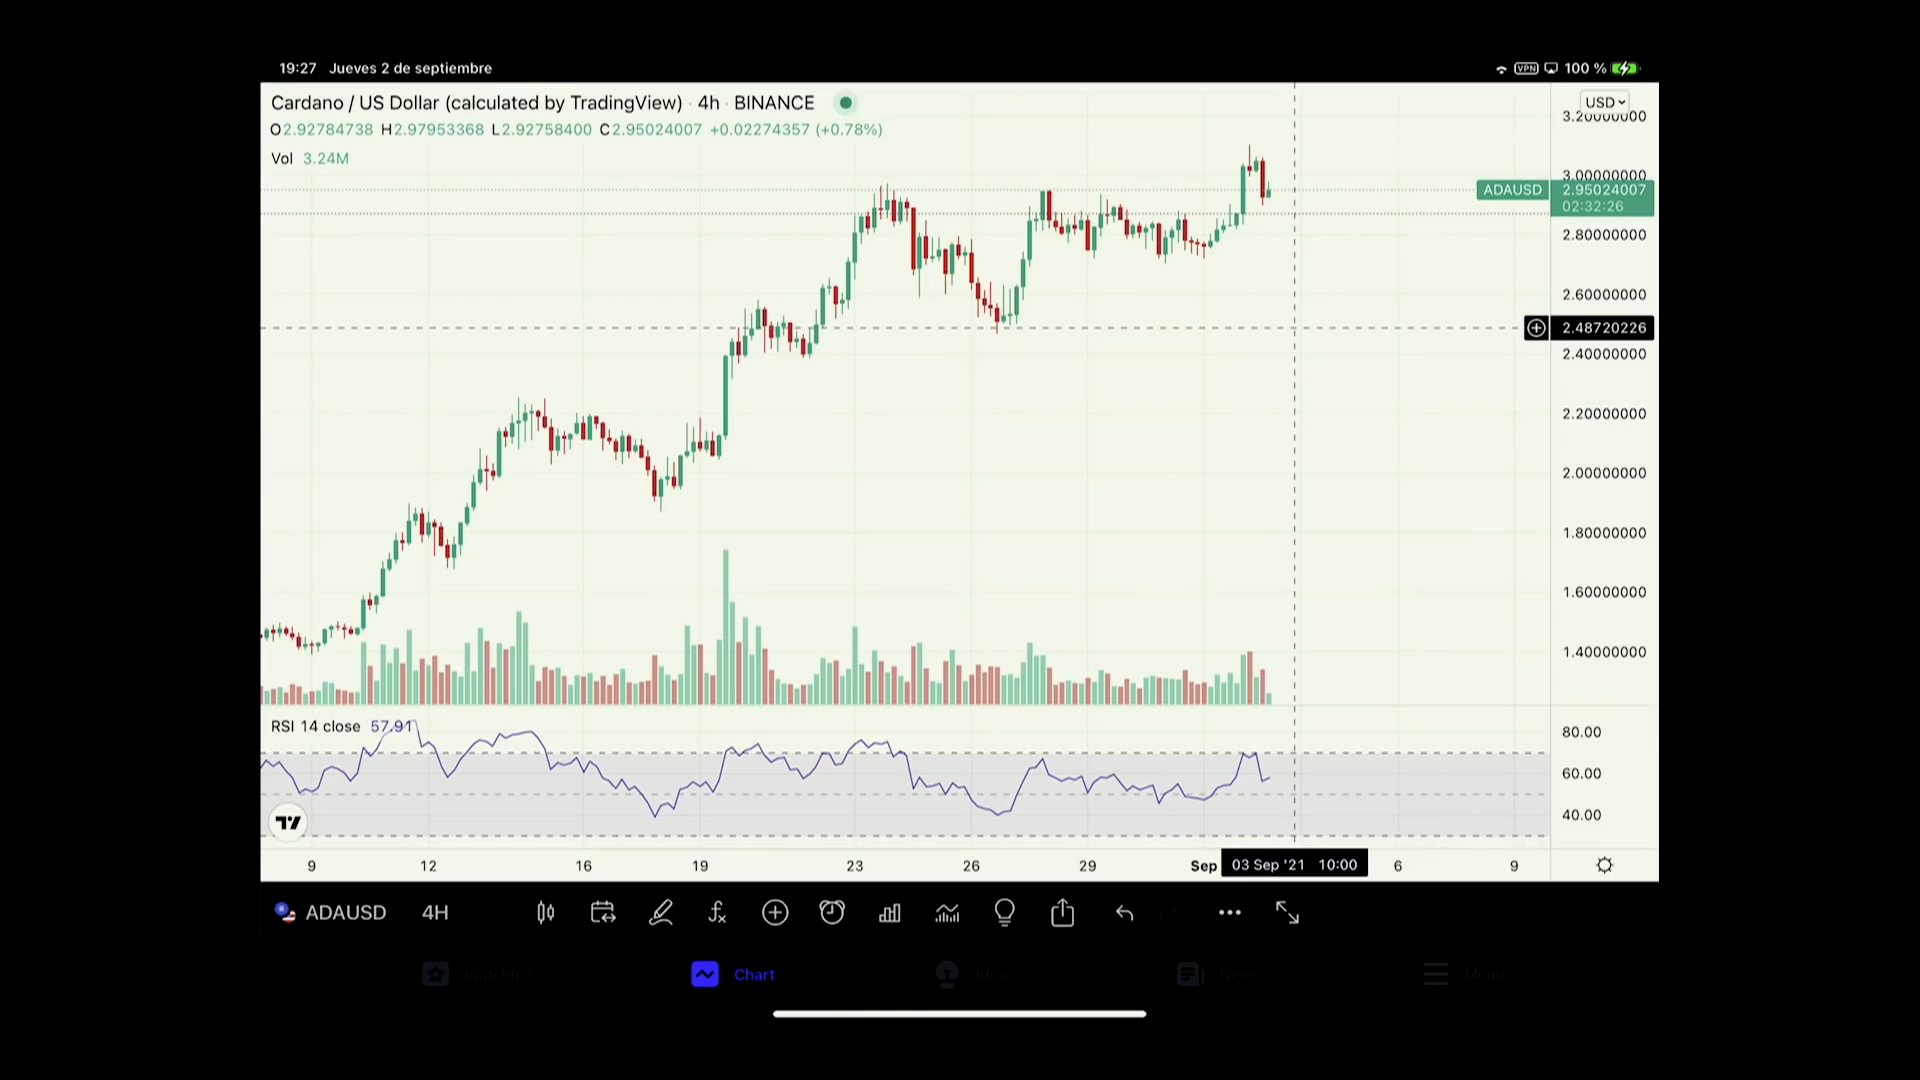 19:27 Jueves 2 de septiembre
VPN 100 %
Cardano / US Dollar (calculated by TradingView) · 4h · BINANCE
USD
O2.92784738 H2.97953368 L2.92758400 C2.95024007 +0.02274357 (+0.78%)
Vol 3.24M
3.20000000
3.00000000
ADAUSD 2.95024007
02:32:26
2.80000000
2.60000000
2.48720226
2.40000000
2.20000000
2.00000000
1.80000000
1.60000000
1.40000000
RSI 14 close 57.91
80.00
60.00
40.00
9 12 16 19 23 26 29 Sep 03 Sep '21 10:00 6 9
ADAUSD 4H
Chart
Menu